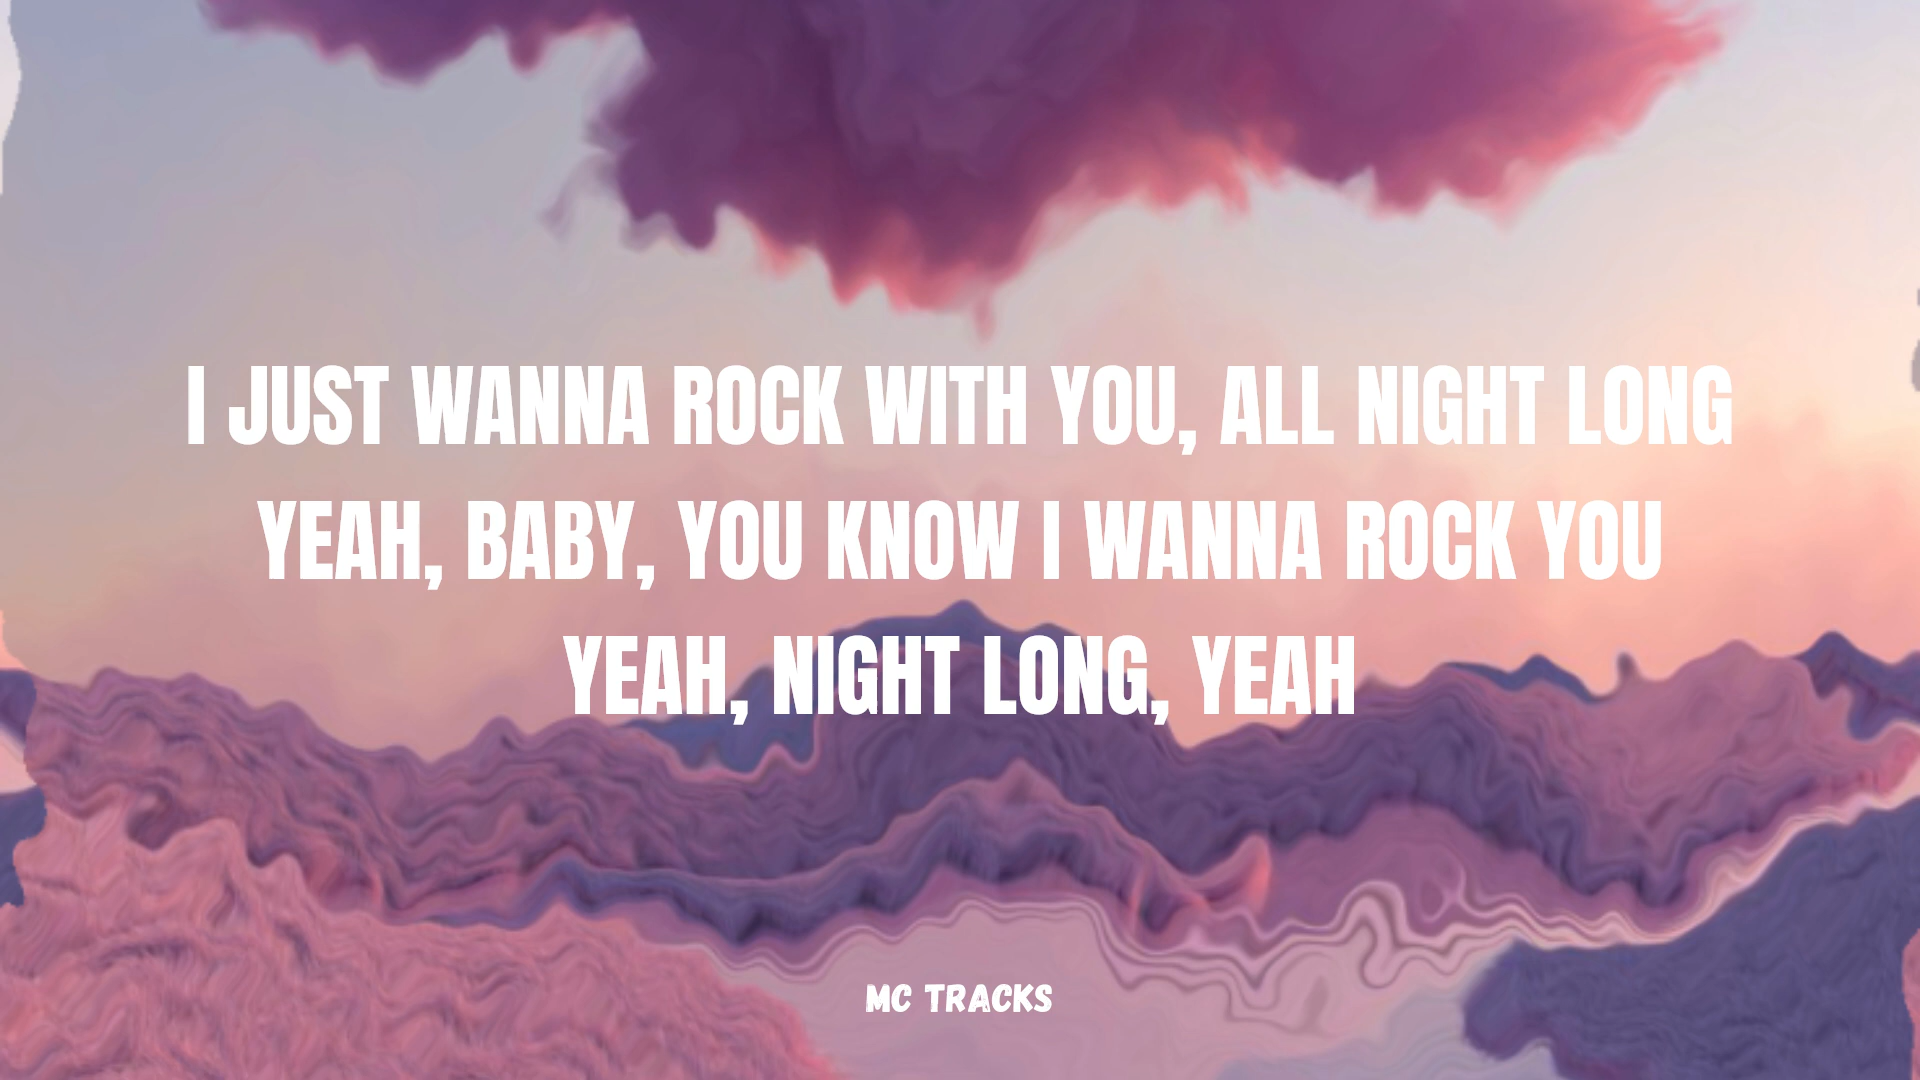 I JUST WANNA ROCK WITH YOU, ALL NIGHT LONG
YEAH, BABY, YOU KNOW I WANNA ROCK YOU
YEAH, NIGHT LONG, YEAH
MC TRACKS